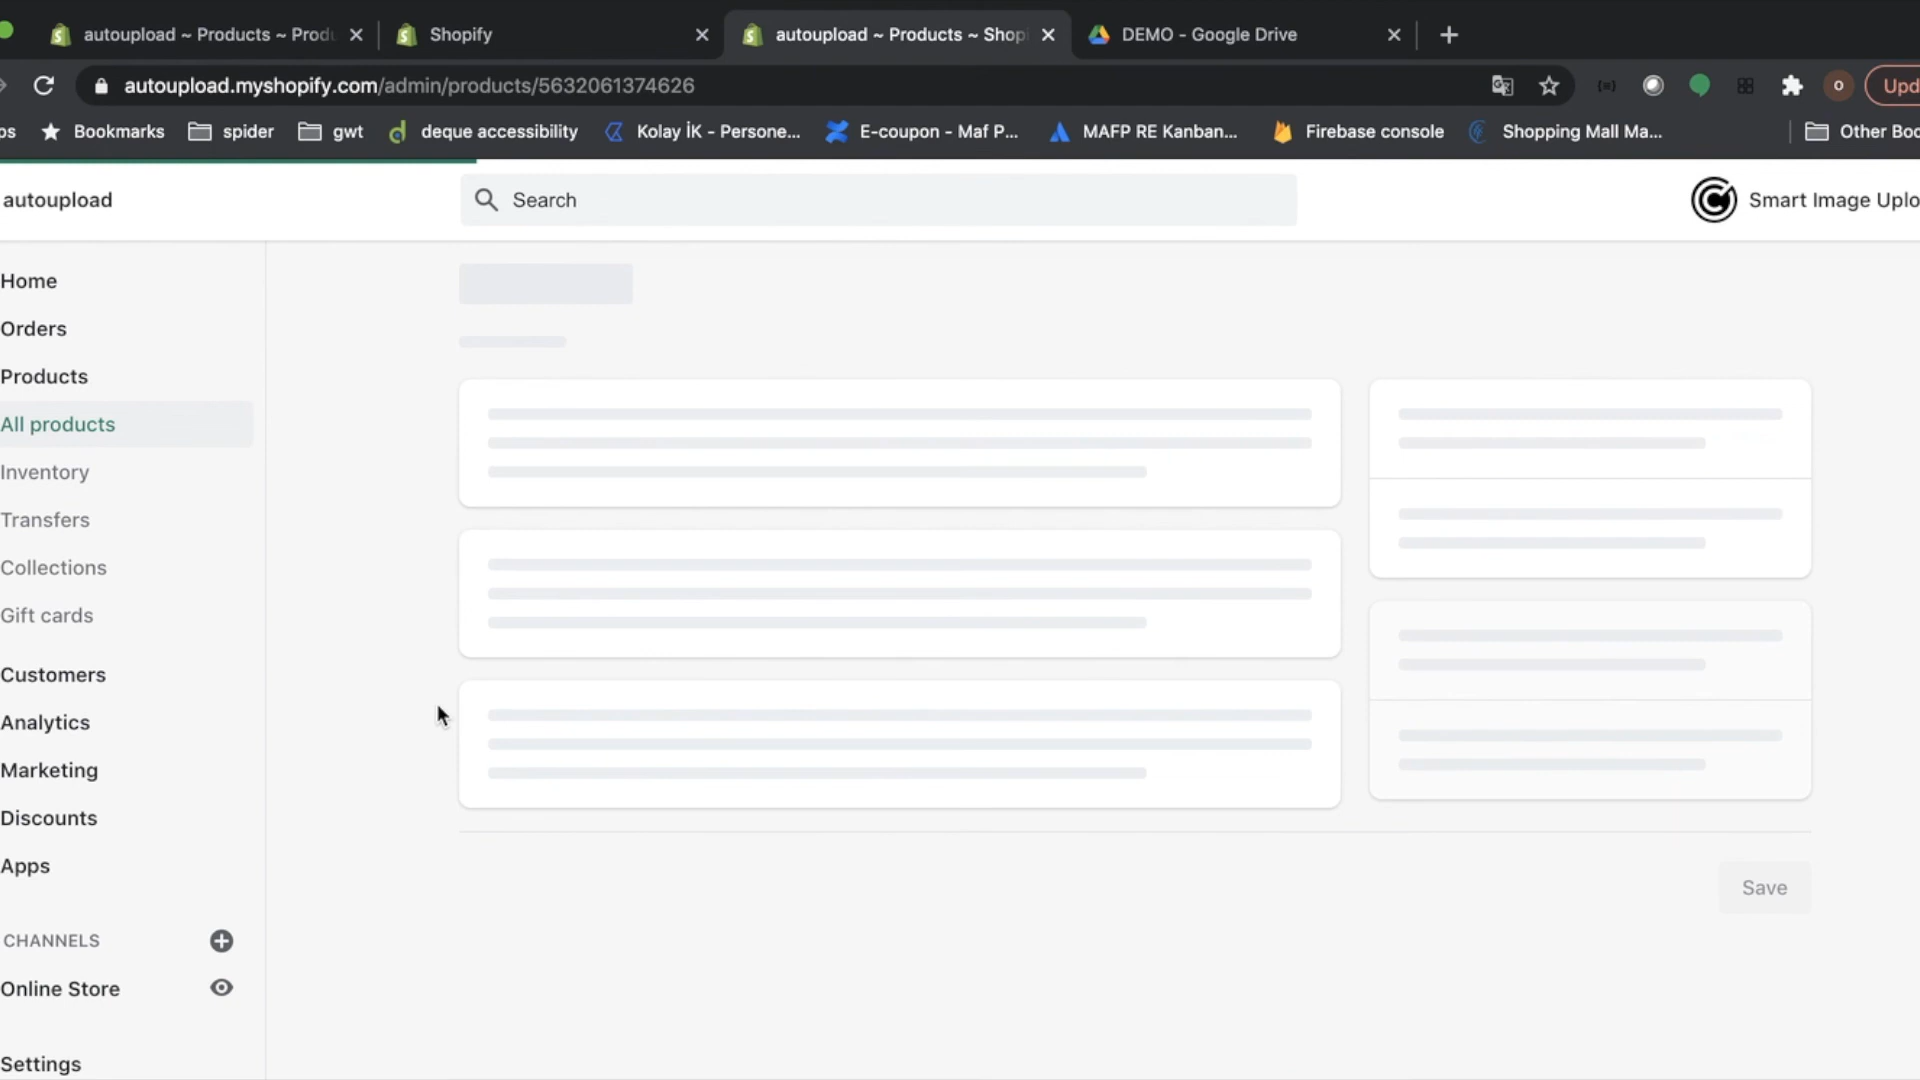 autoupload ~ Products ~ Prod
Shopify
autoupload ~ Products ~ Shop
DEMO - Google Drive
autoupload.myshopify.com/admin/products/5632061374626
o
Upd
ps
Bookmarks
spider
gwt
deque accessibility
Kolay İK - Persone...
E-coupon - Maf P...
MAFP RE Kanban...
Firebase console
Shopping Mall Ma...
Other Boo
autoupload
Search
Smart Image Uplo
Home
Orders
Products
All products
Inventory
Transfers
Collections
Gift cards
Customers
Analytics
Marketing
Discounts
Apps
Save
CHANNELS
Online Store
Settings